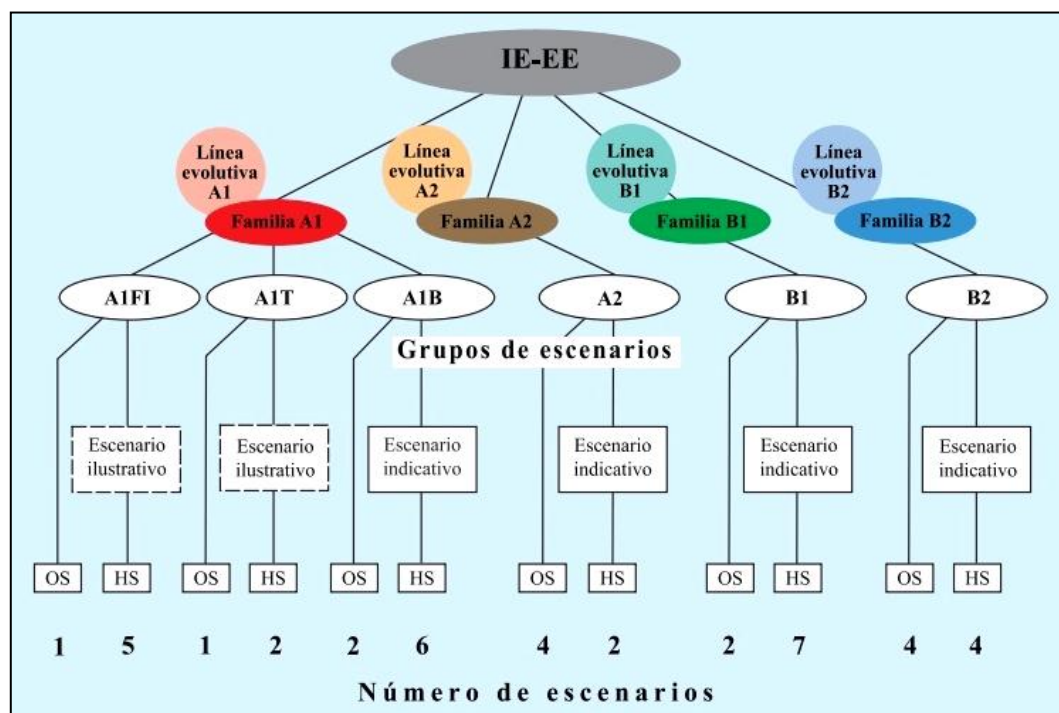 IE-EE
Línea
evolutiva
A1
Línea
evolutiva
A2
Línea
evolutiva
B1
Línea
evolutiva
B2
Familia A1
Familia A2
Familia B1
Familia B2
A1FI
A1T
A1B
A2
B1
B2
Grupos de escenarios
Escenario
ilustrativo
Escenario
ilustrativo
Escenario
indicativo
Escenario
indicativo
Escenario
indicativo
Escenario
indicativo
OS HS OS HS OS HS OS HS OS HS OS HS
1 5 1 2 2 6 4 2 2 7 4 4
Número de escenarios